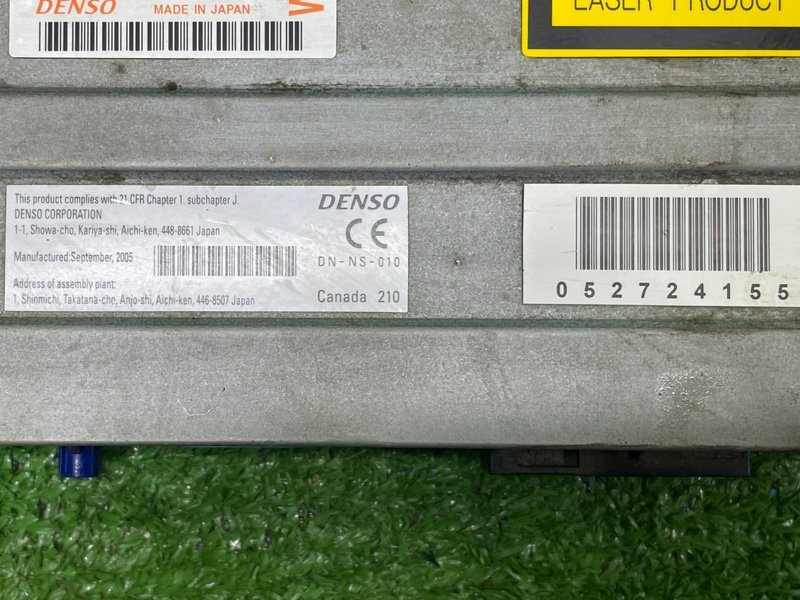 DENSO
MADE IN JAPAN
LASER PRODUCT
This product complies with 21 CFR Chapter 1. subchapter J.
DENSO CORPORATION
1-1, Showa-cho, Kariya-shi, Aichi-ken, 448-8661 Japan
Manufactured:September, 2005
Address of assembly plant:
1, Shinmichi, Takatana-cho, Anjo-shi, Aichi-ken, 446-8507 Japan
DENSO
CE
DN-NS-010
Canada 210
052724155